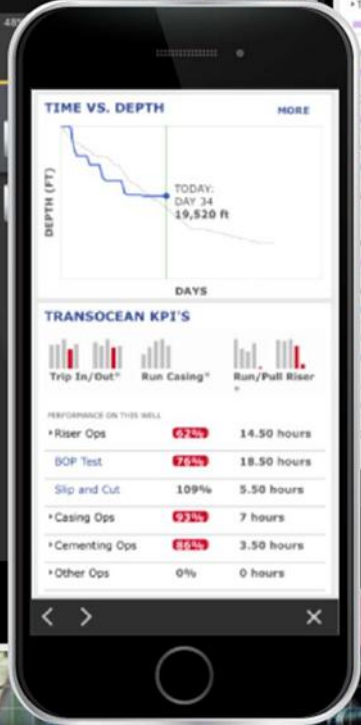 48%
TIME VS. DEPTH MORE
DEPTH (FT)
TODAY:
DAY 34
19,520 ft
DAYS
TRANSOCEAN KPI'S
Trip In/Out* Run Casing* Run/Pull Riser
*
PERFORMANCE ON THIS WELL
Riser Ops 62% 14.50 hours
BOP Test 76% 18.50 hours
Slip and Cut 109% 5.50 hours
Casing Ops 93% 7 hours
Cementing Ops 86% 3.50 hours
Other Ops 0% 0 hours